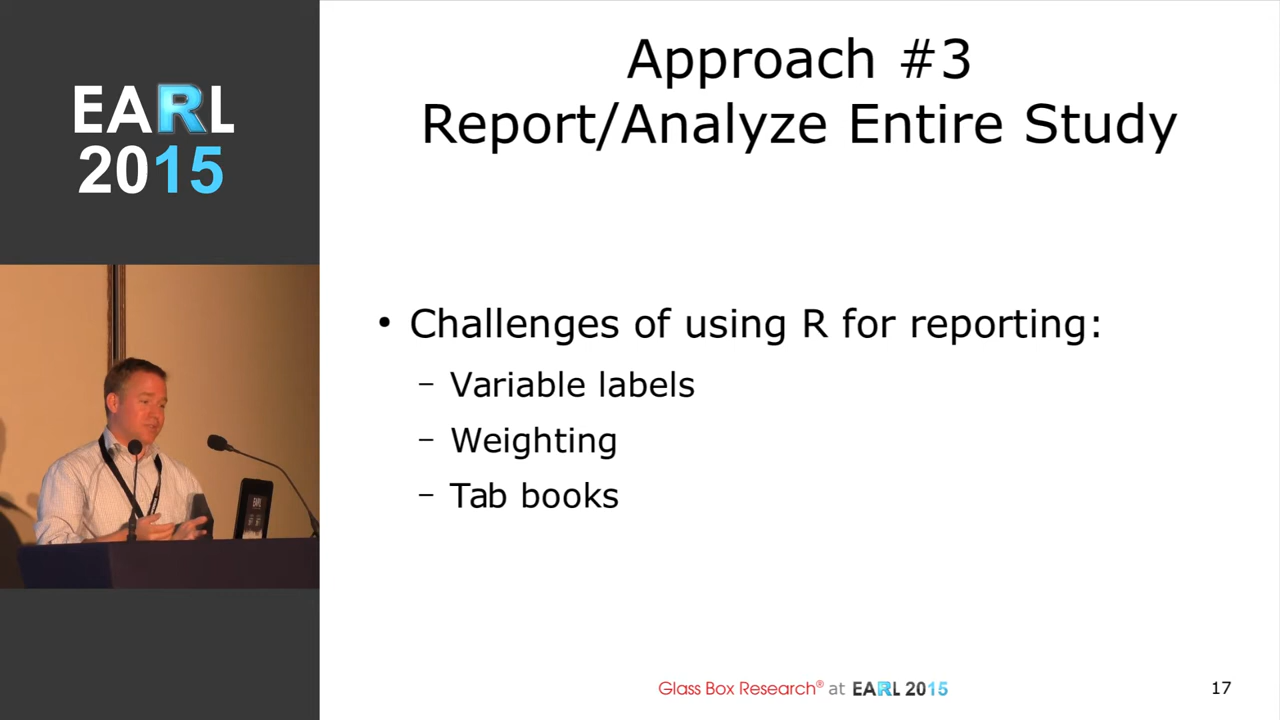 EARL
2015
Approach #3
Report/Analyze Entire Study
• Challenges of using R for reporting:
– Variable labels
– Weighting
– Tab books
Glass Box Research® at EARL 2015
17